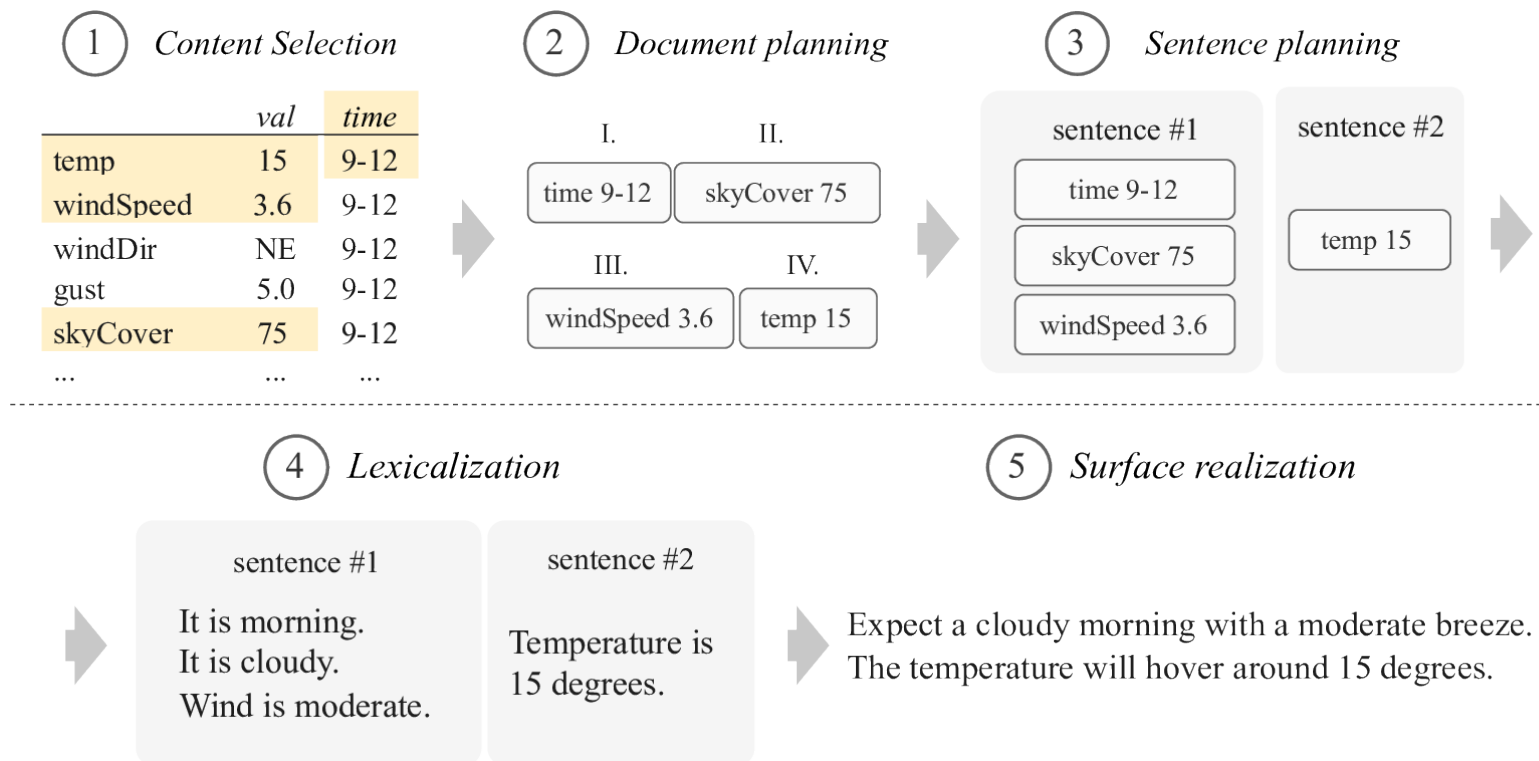 1 Content Selection
val time
temp 15 9-12
windSpeed 3.6 9-12
windDir NE 9-12
gust 5.0 9-12
skyCover 75 9-12
... ... ...
2 Document planning
I. II.
time 9-12 skyCover 75
III. IV.
windSpeed 3.6 temp 15
3 Sentence planning
sentence #1
time 9-12
skyCover 75
windSpeed 3.6
sentence #2
temp 15
4 Lexicalization
sentence #1
It is morning.
It is cloudy.
Wind is moderate.
sentence #2
Temperature is
15 degrees.
5 Surface realization
Expect a cloudy morning with a moderate breeze.
The temperature will hover around 15 degrees.